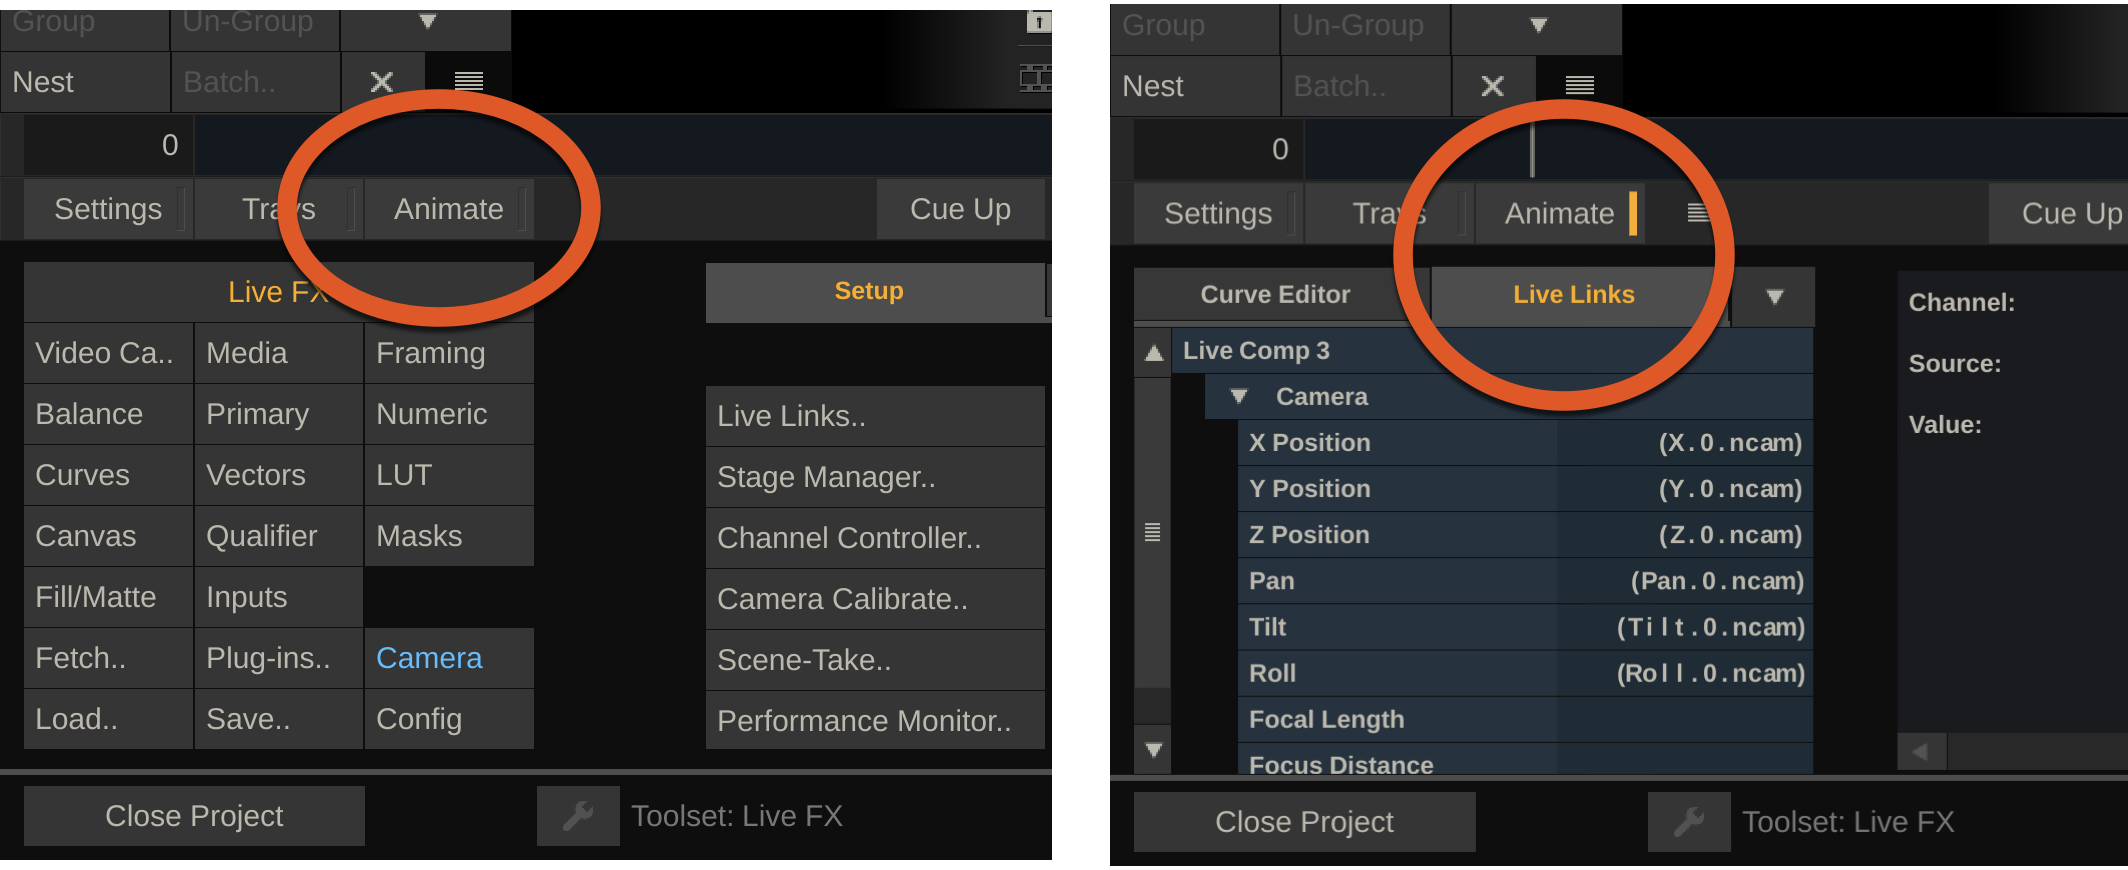 Group Un-Group
Nest Batch..
0
Settings Trays Animate Cue Up
Live FX Setup
Video Ca.. Media Framing
Balance Primary Numeric Live Links..
Curves Vectors LUT Stage Manager..
Canvas Qualifier Masks Channel Controller..
Fill/Matte Inputs Camera Calibrate..
Fetch.. Plug-ins.. Camera Scene-Take..
Load.. Save.. Config Performance Monitor..
Close Project Toolset: Live FX
Group Un-Group
Nest Batch..
0
Settings Trays Animate Cue Up
Curve Editor Live Links Channel:
Live Comp 3 Source:
Camera Value:
X Position (X.0.ncam)
Y Position (Y.0.ncam)
Z Position (Z.0.ncam)
Pan (Pan.0.ncam)
Tilt (Tilt.0.ncam)
Roll (Roll.0.ncam)
Focal Length
Focus Distance
Close Project Toolset: Live FX